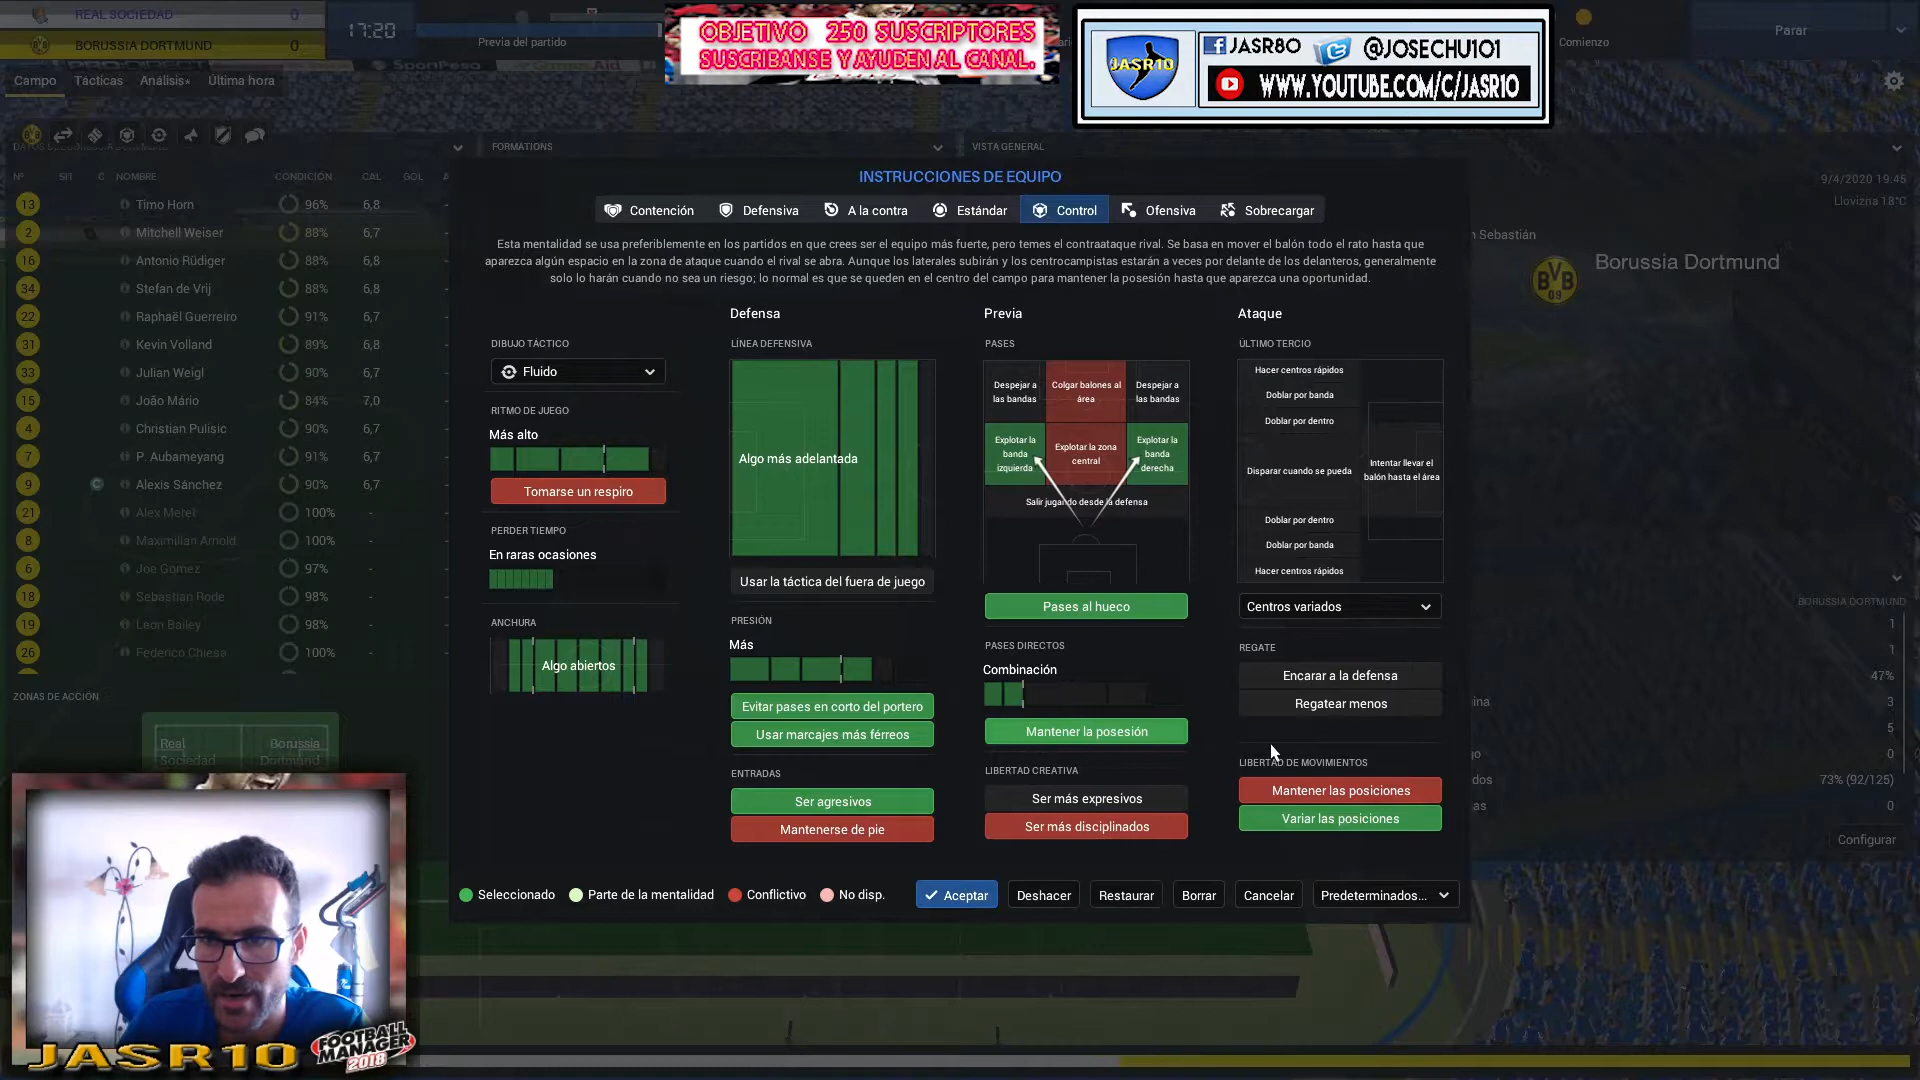 REAL SOCIEDAD 0
BORUSSIA DORTMUND 0
17:20
Previa del partido
OBJETIVO 250 SUSCRIPTORES
SUSCRIBANSE Y AYUDEN AL CANAL.
JASR10
JASR80 @JOSECHU101
WWW.YOUTUBE.COM/C/JASR10
Comienzo
Parar
Campo Tácticas Análisis* Última hora
FORMATIONS
VISTA GENERAL
Nº SIT C NOMBRE CONDICIÓN CAL GOL
13 Timo Horn 96% 6,8
2 Mitchell Weiser 88% 6,7
16 Antonio Rüdiger 88% 6,8
34 Stefan de Vrij 88% 6,8
22 Raphaël Guerreiro 91% 6,7
31 Kevin Volland 89% 6,8
33 Julian Weigl 90% 6,7
15 João Mário 84% 7,0
4 Christian Pulisic 90% 6,7
7 P. Aubameyang 91% 6,7
9 C Alexis Sánchez 90% 6,7
21 Alex Meret 100% -
8 Maximilian Arnold 100% -
6 Joe Gomez 97% -
18 Sebastian Rode 98% -
19 Leon Bailey 98% -
26 Federico Chiesa 100% -
ZONAS DE ACCIÓN
Real Sociedad
Borussia Dortmund
INSTRUCCIONES DE EQUIPO
Contención Defensiva A la contra Estándar Control Ofensiva Sobrecargar
Esta mentalidad se usa preferiblemente en los partidos en que crees ser el equipo más fuerte, pero temes el contraataque rival. Se basa en mover el balón todo el rato hasta que
aparezca algún espacio en la zona de ataque cuando el rival se abra. Aunque los laterales subirán y los centrocampistas estarán a veces por delante de los delanteros, generalmente
solo lo harán cuando no sea un riesgo; lo normal es que se queden en el centro del campo para mantener la posesión hasta que aparezca una oportunidad.
DIBUJO TÁCTICO
Fluido
RITMO DE JUEGO
Más alto
Tomarse un respiro
PERDER TIEMPO
En raras ocasiones
ANCHURA
Algo abiertos
Defensa
LÍNEA DEFENSIVA
Algo más adelantada
Usar la táctica del fuera de juego
PRESIÓN
Más
Evitar pases en corto del portero
Usar marcajes más férreos
ENTRADAS
Ser agresivos
Mantenerse de pie
Previa
PASES
Despejar a
las bandas
Colgar balones al
área
Despejar a
las bandas
Explotar la
banda
izquierda
Explotar la zona
central
Explotar la
banda
derecha
Salir jugando desde la defensa
Pases al hueco
PASES DIRECTOS
Combinación
Mantener la posesión
LIBERTAD CREATIVA
Ser más expresivos
Ser más disciplinados
Ataque
ÚLTIMO TERCIO
Hacer centros rápidos
Doblar por banda
Doblar por dentro
Disparar cuando se pueda
Intentar llevar el
balón hasta el área
Doblar por dentro
Doblar por banda
Hacer centros rápidos
Centros variados
REGATE
Encarar a la defensa
Regatear menos
LIBERTAD DE MOVIMIENTOS
Mantener las posiciones
Variar las posiciones
Seleccionado Parte de la mentalidad Conflictivo No disp.
Aceptar Deshacer Restaurar Borrar Cancelar Predeterminados...
9/4/2020 19:45
Llovizna 18°C
n Sebastián
BVB 09
Borussia Dortmund
BORUSSIA DORTMUND
1
1
47%
3
5
0
73% (92/125)
0
Configurar
JASR10
FOOTBALL
MANAGER
2018